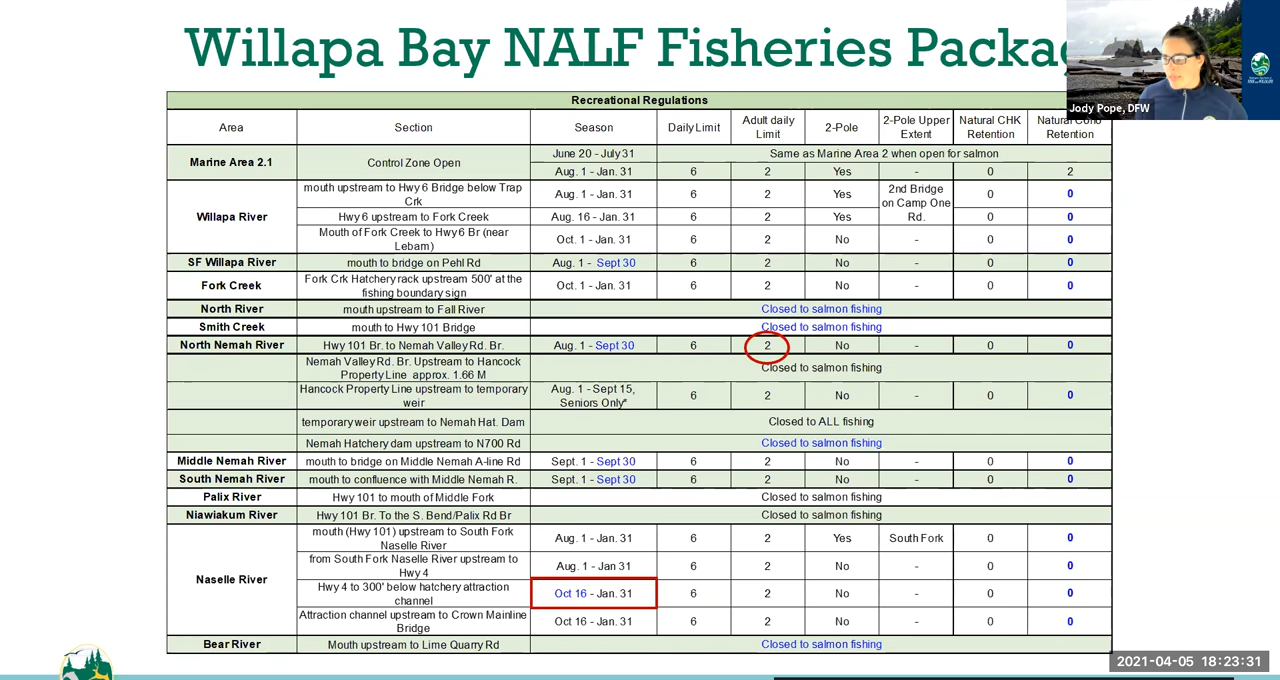 Willapa Bay NALF Fisheries Packag
Jody Pope, DFW
Recreational Regulations
Area Section Season Daily Limit Adult daily Limit 2-Pole 2-Pole Upper Extent Natural CHK Retention Natural Coho Retention
Marine Area 2.1 Control Zone Open June 20 - July 31 Same as Marine Area 2 when open for salmon
Aug. 1 - Jan. 31 6 2 Yes - 0 2
Willapa River mouth upstream to Hwy 6 Bridge below Trap Crk Aug. 1 - Jan. 31 6 2 Yes 2nd Bridge on Camp One Rd. 0 0
Hwy 6 upstream to Fork Creek Aug. 16 - Jan. 31 6 2 Yes 0 0
Mouth of Fork Creek to Hwy 6 Br (near Lebam) Oct. 1 - Jan. 31 6 2 No - 0 0
SF Willapa River mouth to bridge on Pehl Rd Aug. 1 - Sept 30 6 2 No - 0 0
Fork Creek Fork Crk Hatchery rack upstream 500' at the fishing boundary sign Oct. 1 - Jan. 31 6 2 No - 0 0
North River mouth upstream to Fall River Closed to salmon fishing
Smith Creek mouth to Hwy 101 Bridge Closed to salmon fishing
North Nemah River Hwy 101 Br. to Nemah Valley Rd. Br. Aug. 1 - Sept 30 6 2 No - 0 0
Nemah Valley Rd. Br. Upstream to Hancock Property Line approx. 1.66 M Closed to salmon fishing
Hancock Property Line upstream to temporary weir Aug. 1 - Sept 15, Seniors Only* 6 2 No - 0 0
temporary weir upstream to Nemah Hat. Dam Closed to ALL fishing
Nemah Hatchery dam upstream to N700 Rd Closed to salmon fishing
Middle Nemah River mouth to bridge on Middle Nemah A-line Rd Sept. 1 - Sept 30 6 2 No - 0 0
South Nemah River mouth to confluence with Middle Nemah R. Sept. 1 - Sept 30 6 2 No - 0 0
Palix River Hwy 101 to mouth of Middle Fork Closed to salmon fishing
Niawiakum River Hwy 101 Br. To the S. Bend/Palix Rd Br Closed to salmon fishing
Naselle River mouth (Hwy 101) upstream to South Fork Naselle River Aug. 1 - Jan. 31 6 2 Yes South Fork 0 0
from South Fork Naselle River upstream to Hwy 4 Aug. 1 - Jan 31 6 2 No - 0 0
Hwy 4 to 300' below hatchery attraction channel Oct 16 - Jan. 31 6 2 No - 0 0
Attraction channel upstream to Crown Mainline Bridge Oct 16 - Jan. 31 6 2 No - 0 0
Bear River Mouth upstream to Lime Quarry Rd Closed to salmon fishing
2021-04-05 18:23:31